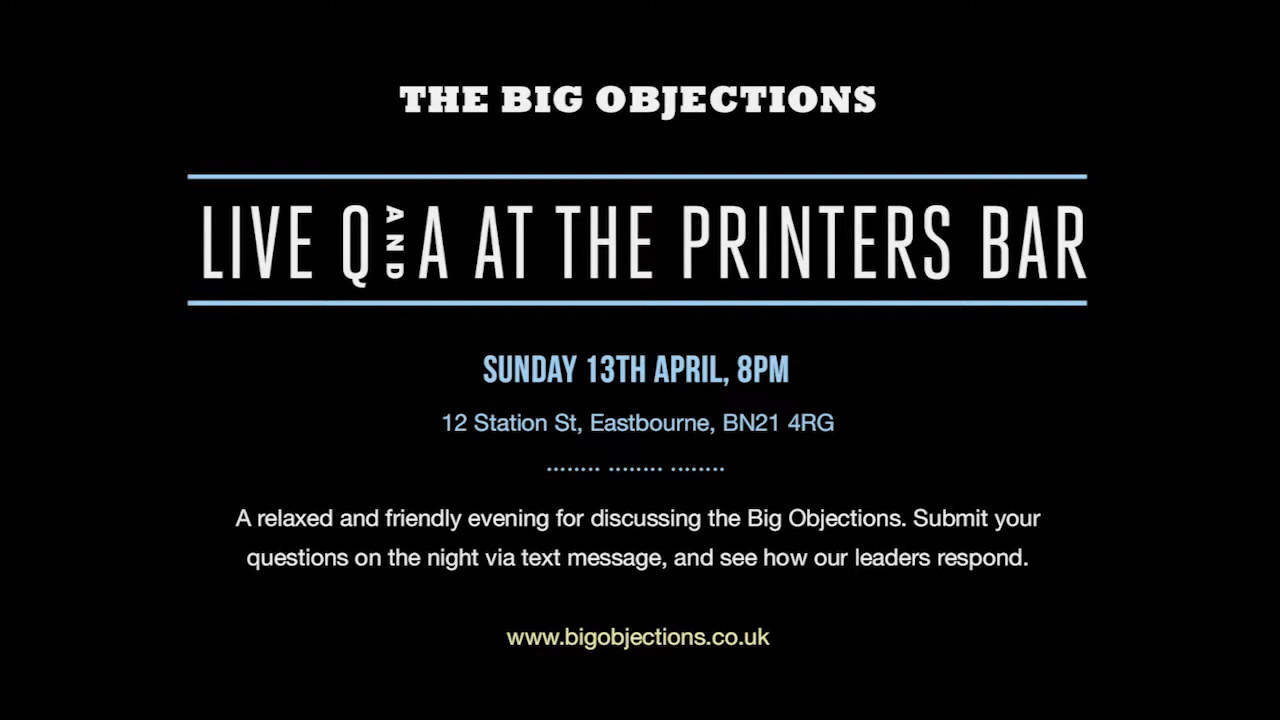 THE BIG OBJECTIONS
LIVE Q AND A AT THE PRINTERS BAR
SUNDAY 13TH APRIL, 8PM
12 Station St, Eastbourne, BN21 4RG
A relaxed and friendly evening for discussing the Big Objections. Submit your
questions on the night via text message, and see how our leaders respond.
www.bigobjections.co.uk